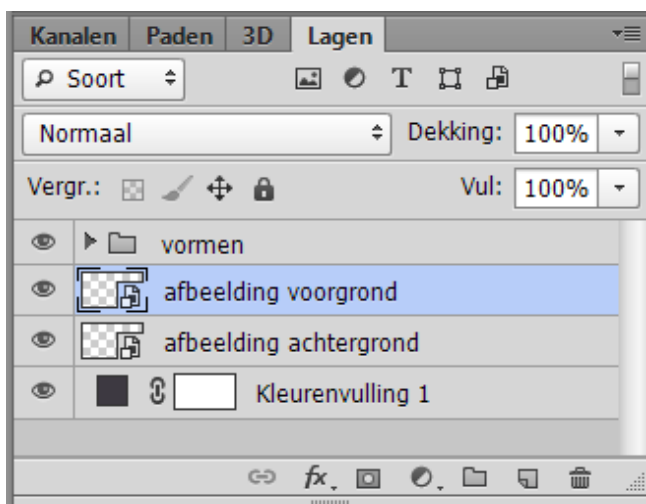 Kanalen Paden 3D Lagen
Soort T
Normaal Dekking: 100%
Vergr.: Vul: 100%
vormen
afbeelding voorgrond
afbeelding achtergrond
Kleurenvulling 1
fx